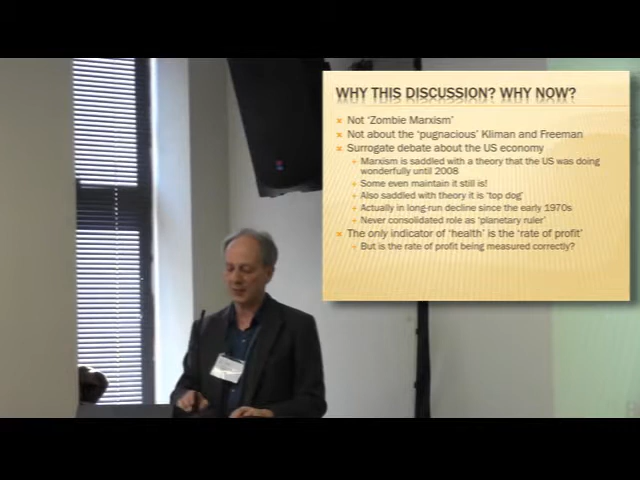 WHY THIS DISCUSSION? WHY NOW?
Not 'Zombie Marxism'
Not about the 'pugnacious' Kliman and Freeman
Surrogate debate about the US economy
Marxism is saddled with a theory that the US was doing
wonderfully until 2008
Some even maintain it still is!
Also saddled with theory it is 'top dog'
Actually in long-run decline since the early 1970s
Never consolidated role as 'planetary ruler'
The only indicator of 'health' is the 'rate of profit'
But is the rate of profit being measured correctly?